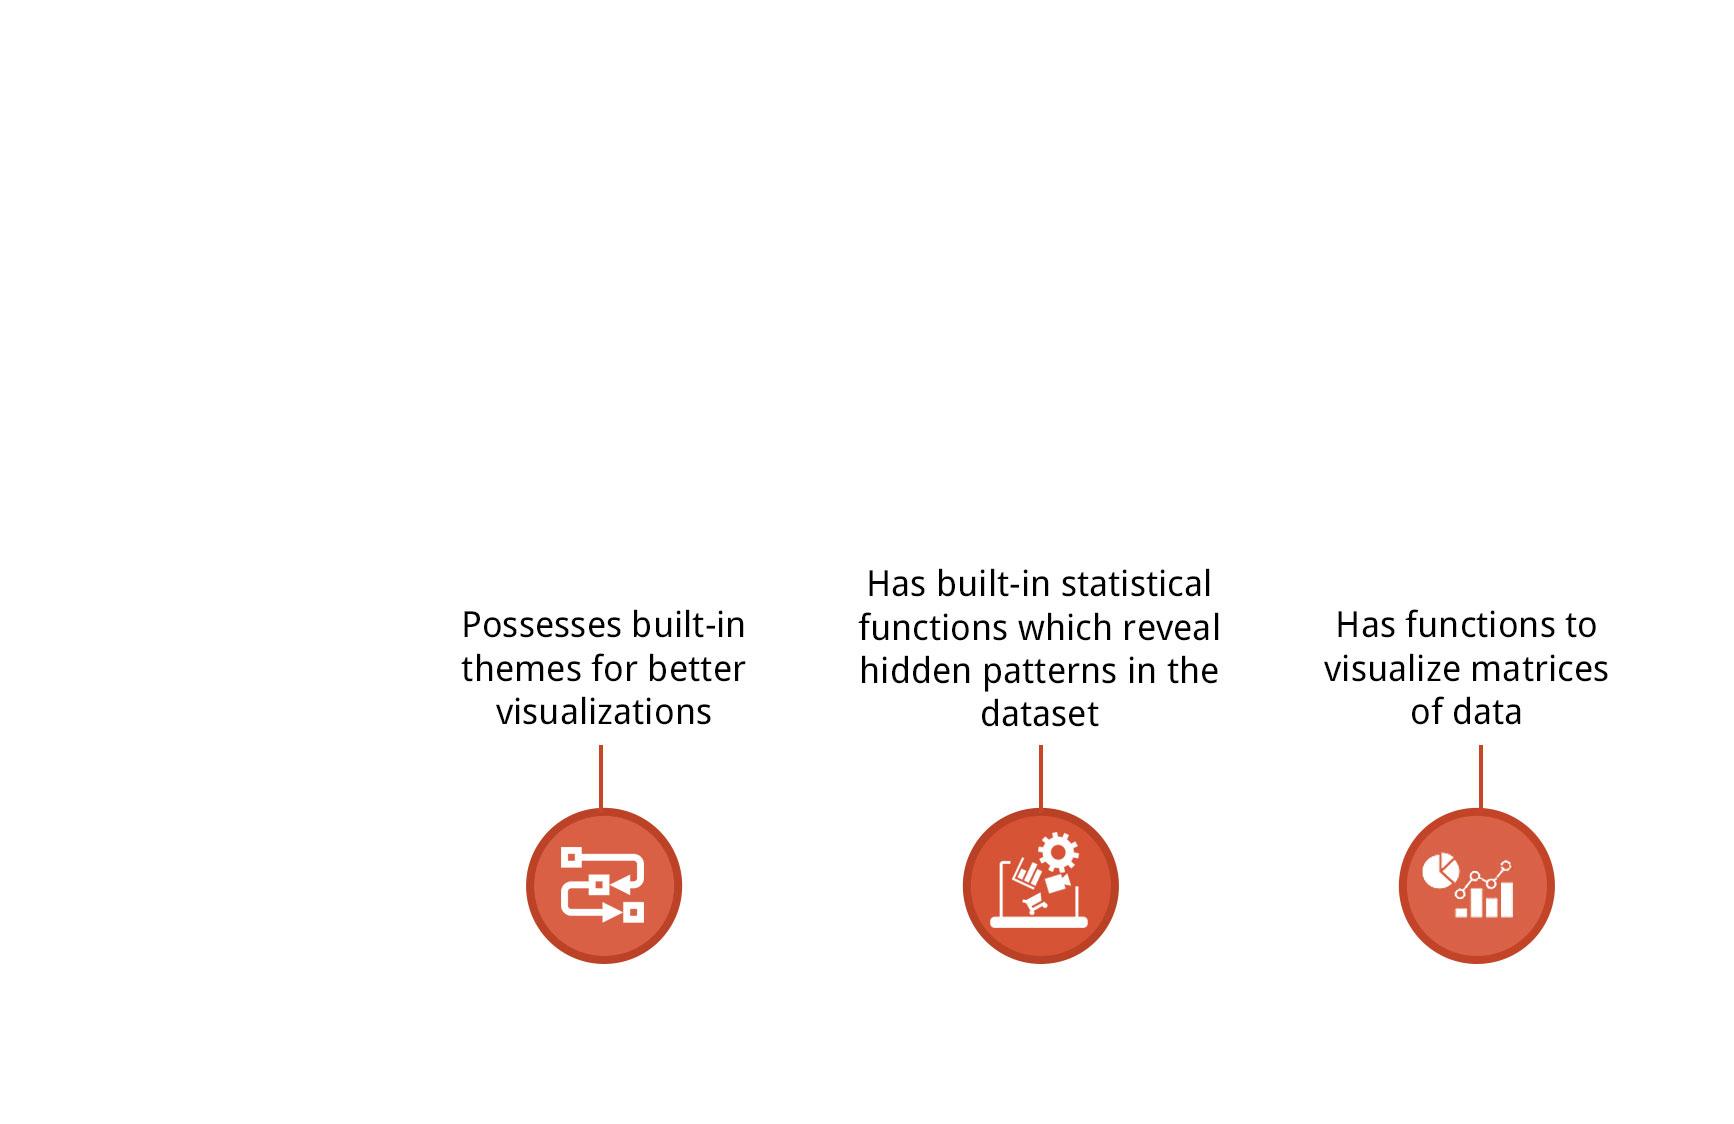 Possesses built-in
themes for better
visualizations
Has built-in statistical
functions which reveal
hidden patterns in the
dataset
Has functions to
visualize matrices
of data